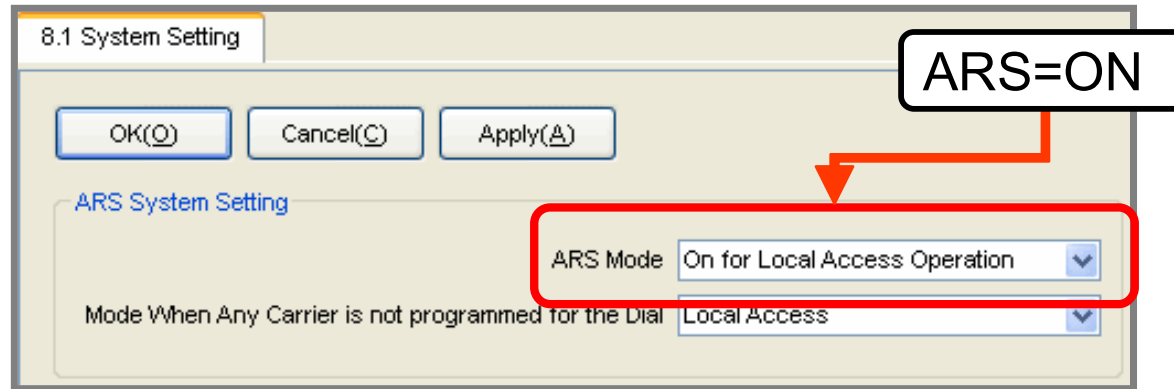 8.1 System Setting
ARS=ON
OK(O) Cancel(C) Apply(A)
ARS System Setting
ARS Mode On for Local Access Operation
Mode When Any Carrier is not programmed for the Dial Local Access